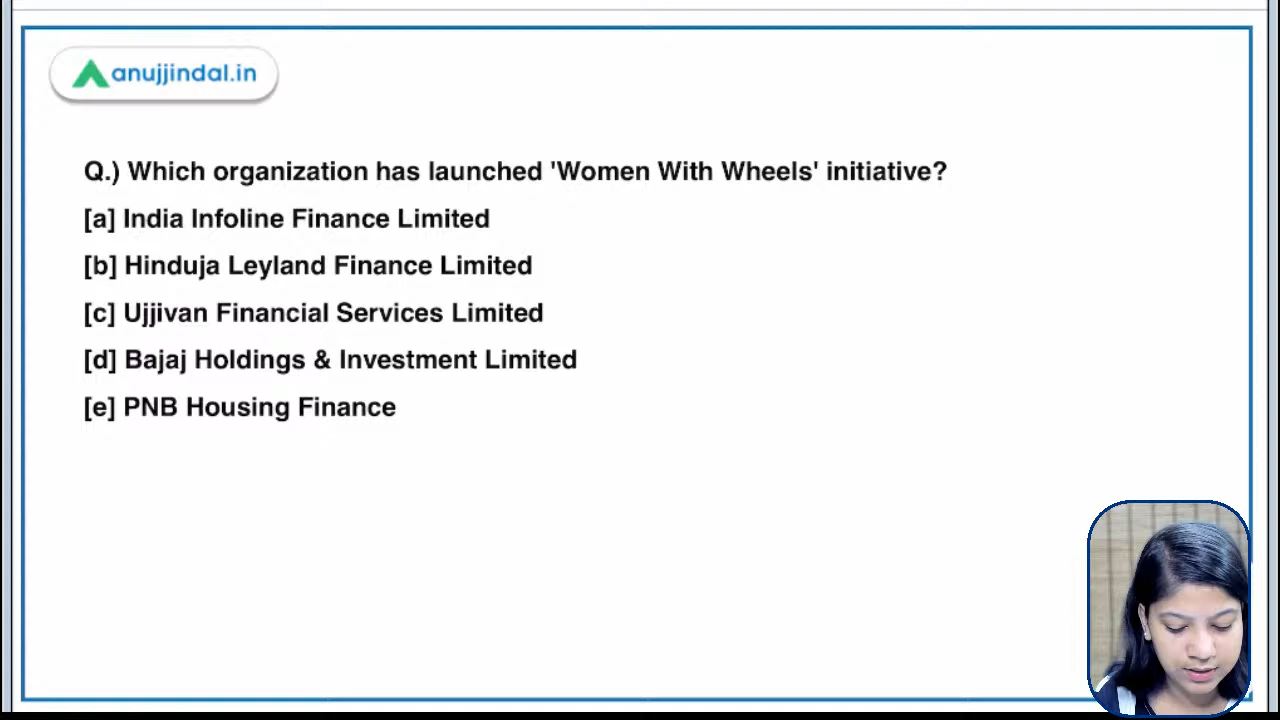 anujjindal.in
Q.) Which organization has launched 'Women With Wheels' initiative?
[a] India Infoline Finance Limited
[b] Hinduja Leyland Finance Limited
[c] Ujjivan Financial Services Limited
[d] Bajaj Holdings & Investment Limited
[e] PNB Housing Finance